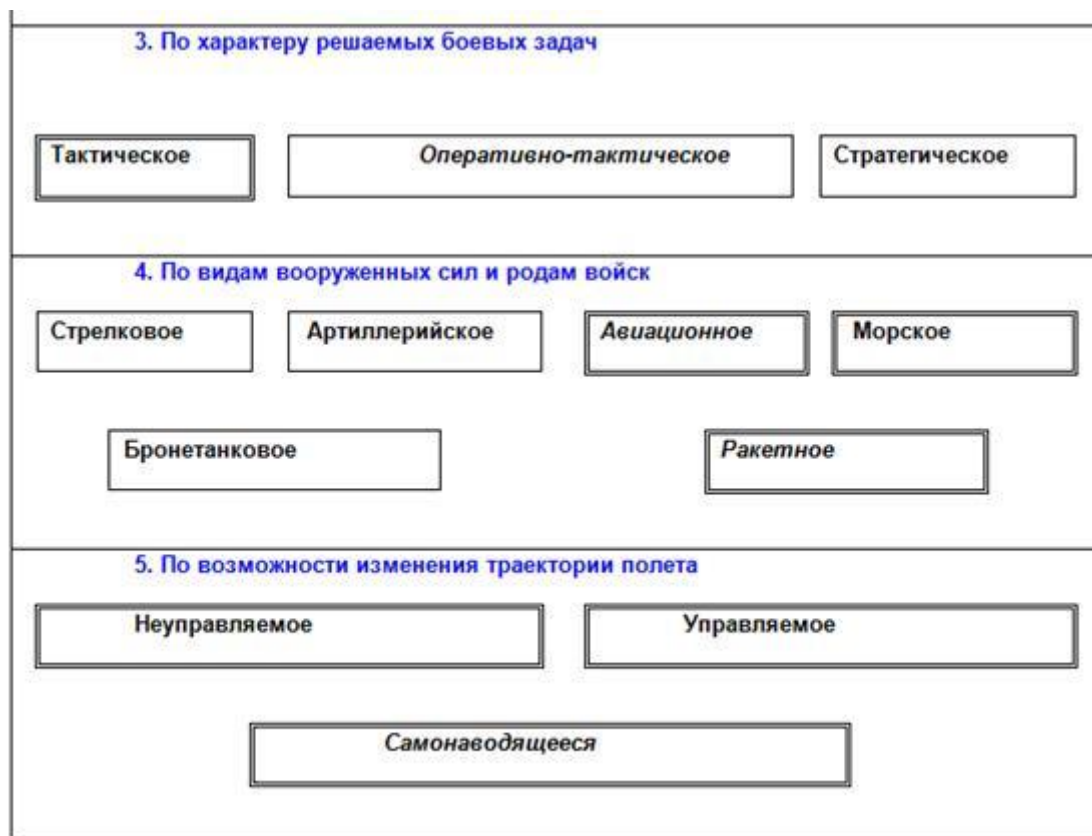 3. По характеру решаемых боевых задач
Тактическое
Оперативно-тактическое
Стратегическое
4. По видам вооруженных сил и родам войск
Стрелковое
Артиллерийское
Авиационное
Морское
Бронетанковое
Ракетное
5. По возможности изменения траектории полета
Неуправляемое
Управляемое
Самонаводящееся